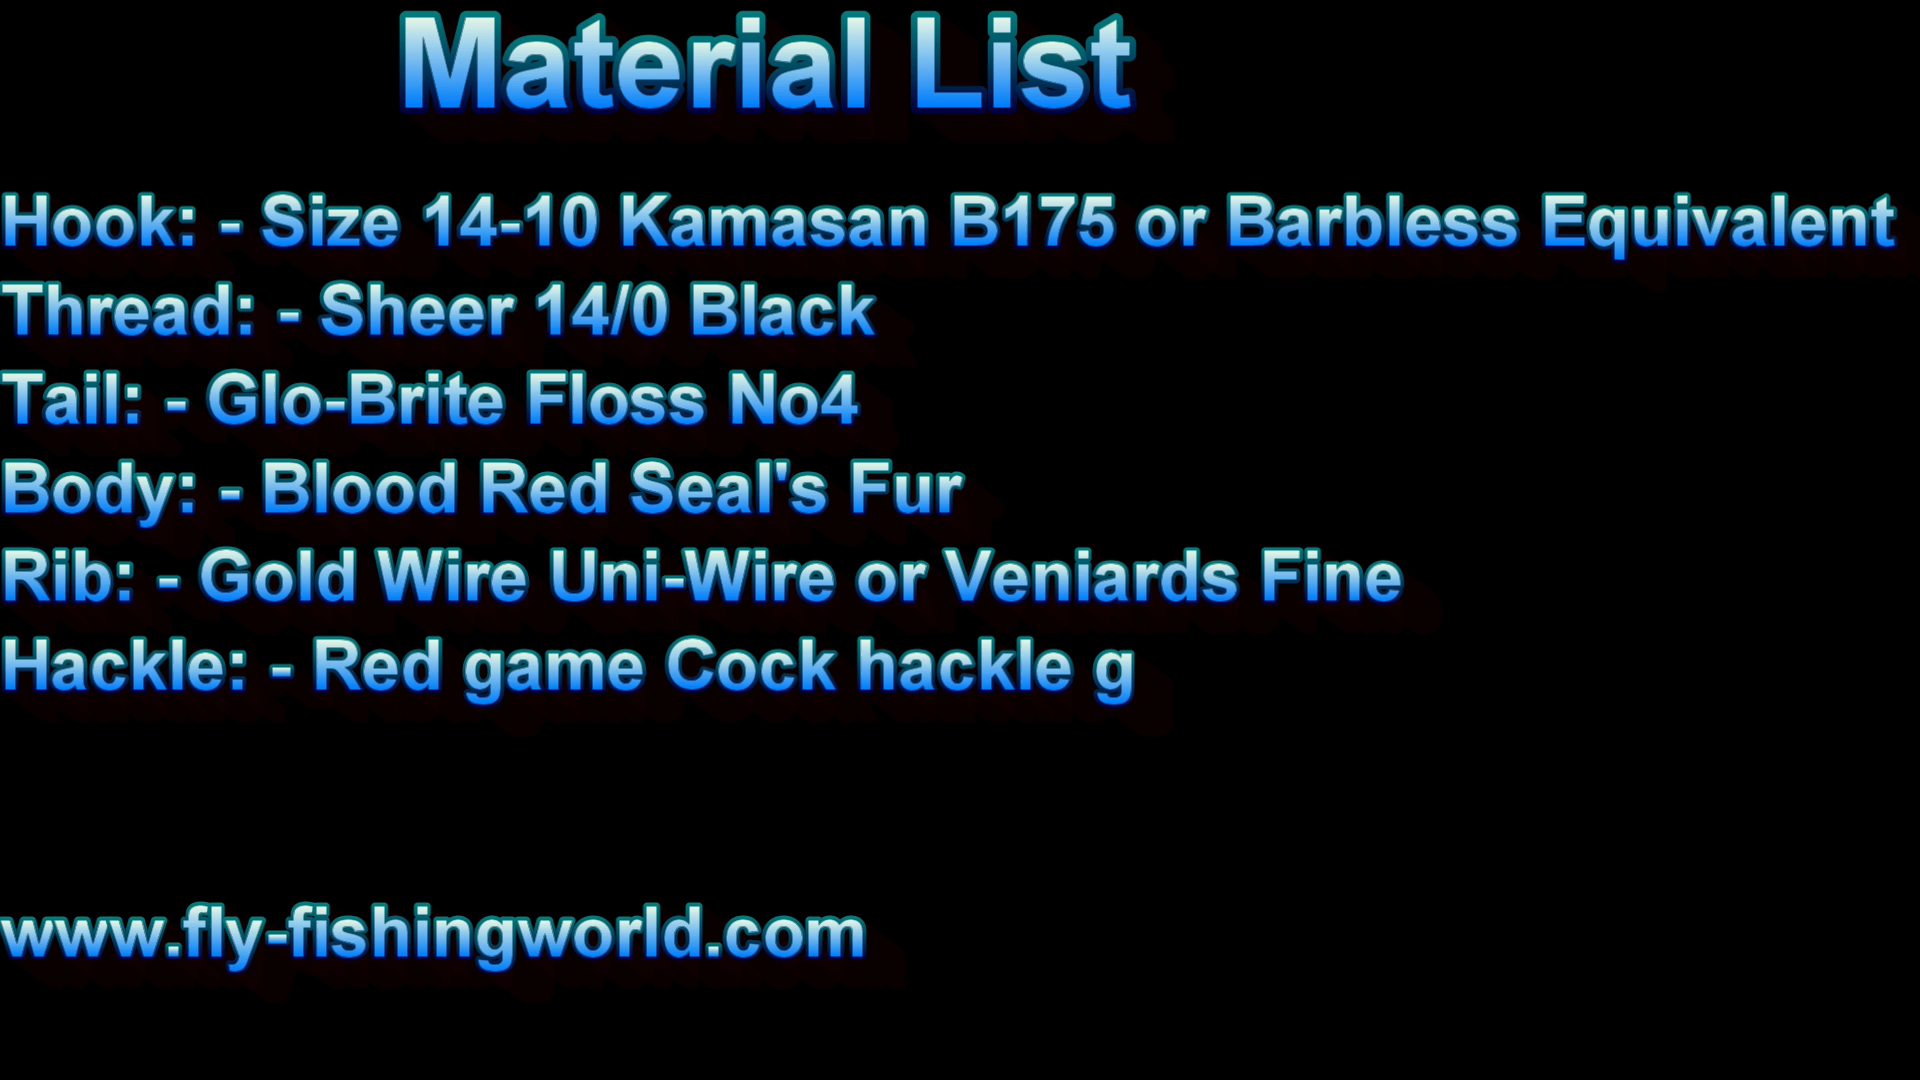 Material List
Hook: - Size 14-10 Kamasan B175 or Barbless Equivalent
Thread: - Sheer 14/0 Black
Tail: - Glo-Brite Floss No4
Body: - Blood Red Seal's Fur
Rib: - Gold Wire Uni-Wire or Veniards Fine
Hackle: - Red game Cock hackle g
www.fly-fishingworld.com